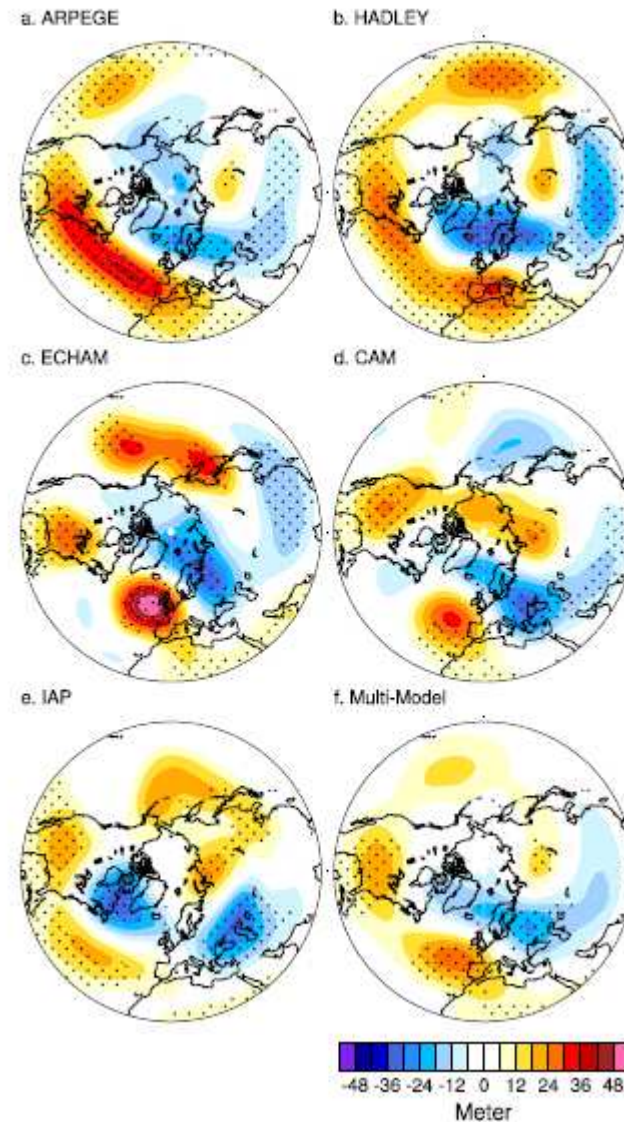 a. ARPEGE
b. HADLEY
c. ECHAM
d. CAM
e. IAP
f. Multi-Model
-48 -36 -24 -12 0 12 24 36 48
Meter